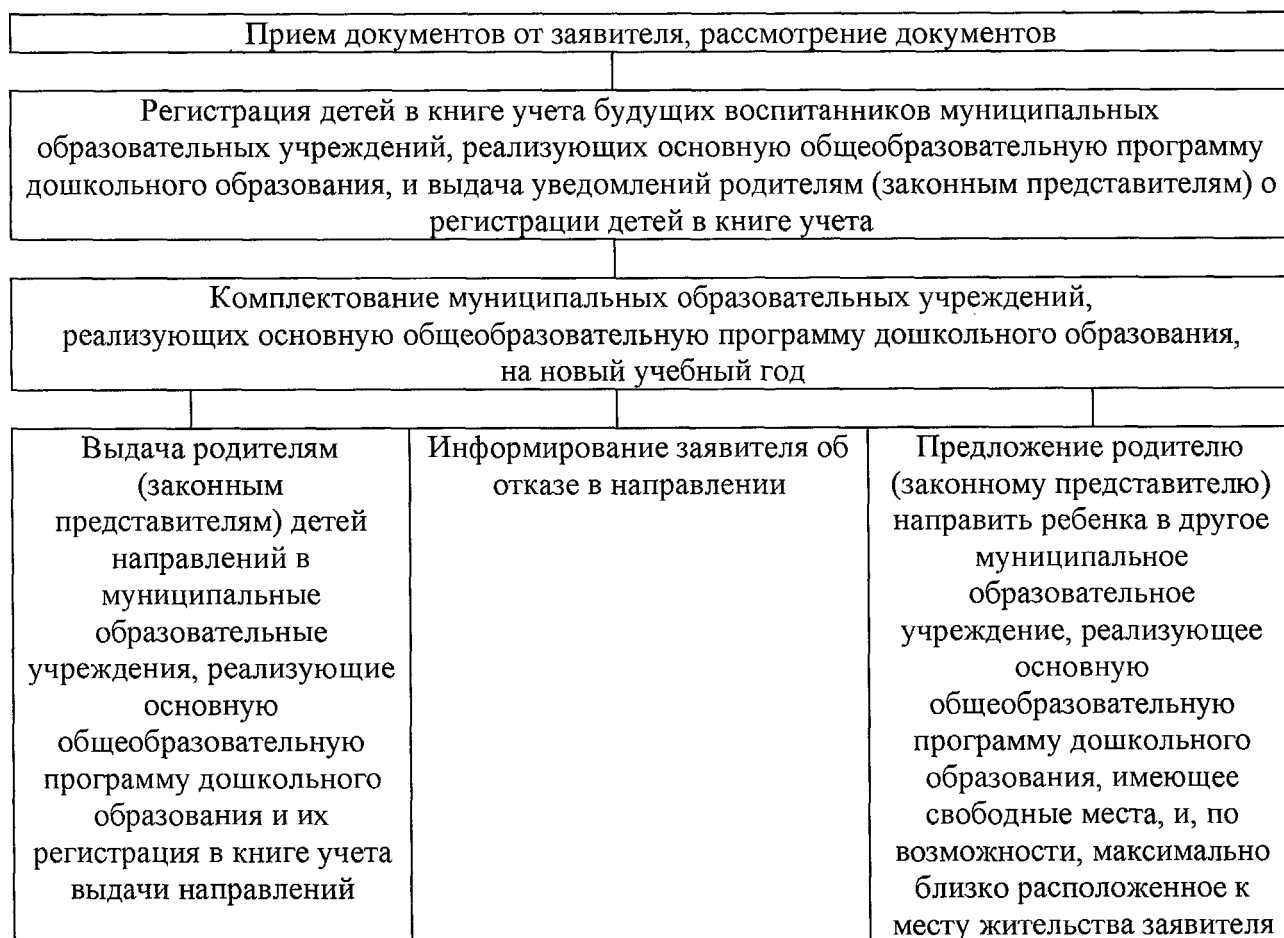 Прием документов от заявителя, рассмотрение документов
Регистрация детей в книге учета будущих воспитанников муниципальных
образовательных учреждений, реализующих основную общеобразовательную программу
дошкольного образования, и выдача уведомлений родителям (законным представителям) о
регистрации детей в книге учета
Комплектование муниципальных образовательных учреждений,
реализующих основную общеобразовательную программу дошкольного образования,
на новый учебный год
Выдача родителям
(законным
представителям) детей
направлений в
муниципальные
образовательные
учреждения, реализующие
основную
общеобразовательную
программу дошкольного
образования и их
регистрация в книге учета
выдачи направлений
Информирование заявителя об
отказе в направлении
Предложение родителю
(законному представителю)
направить ребенка в другое
муниципальное
образовательное
учреждение, реализующее
основную
общеобразовательную
программу дошкольного
образования, имеющее
свободные места, и, по
возможности, максимально
близко расположенное к
месту жительства заявителя